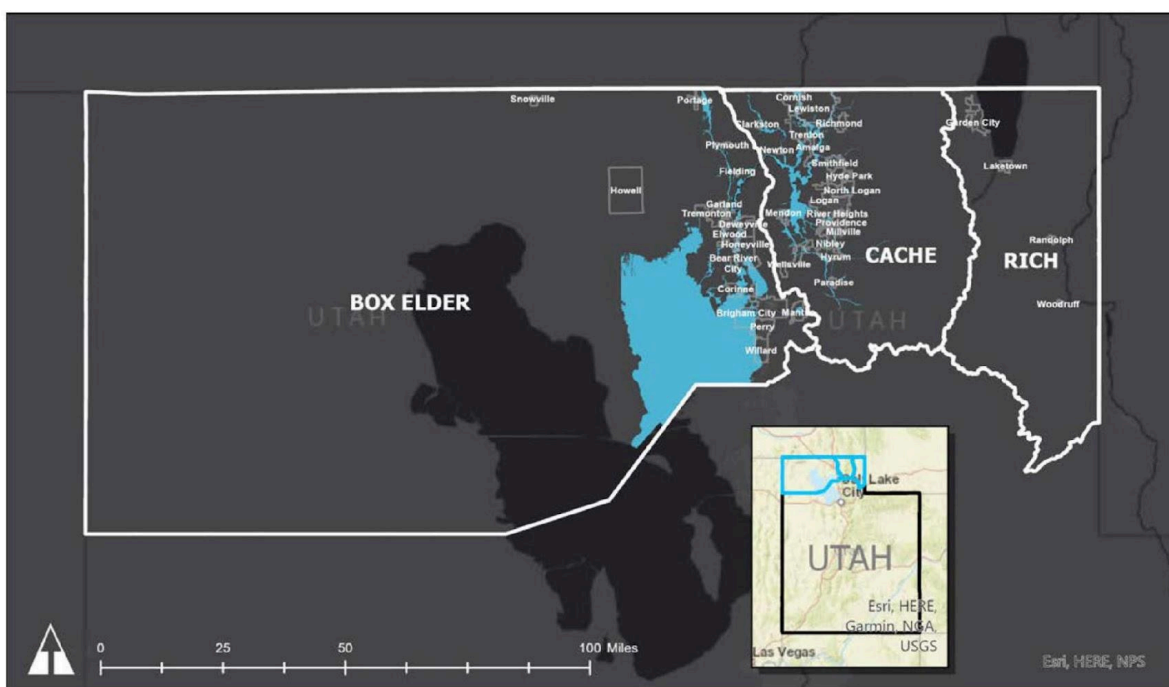 Snowville
Portage
Cornish
Lewiston
Clarkston
Richmond
Garden City
Trenton
Plymouth
Newton
Amalga
Smithfield
Laketown
Fielding
Hyde Park
Howell
North Logan
Logan
Garland
Tremonton
Mendon
River Heights
Deweyville
Providence
Elwood
Millville
Honeyville
Nibley
Randolph
Bear River
City
Wellsville
Hyrum
CACHE
RICH
Paradise
Corinne
BOX ELDER
Woodruff
UTAH
Brigham City
UTAH
Perry
Willard
Lake
City
UTAH
Esri, HERE,
Garmin, NGA,
USGS
Las Vegas
0 25 50 100 Miles
Esri, HERE, NPS